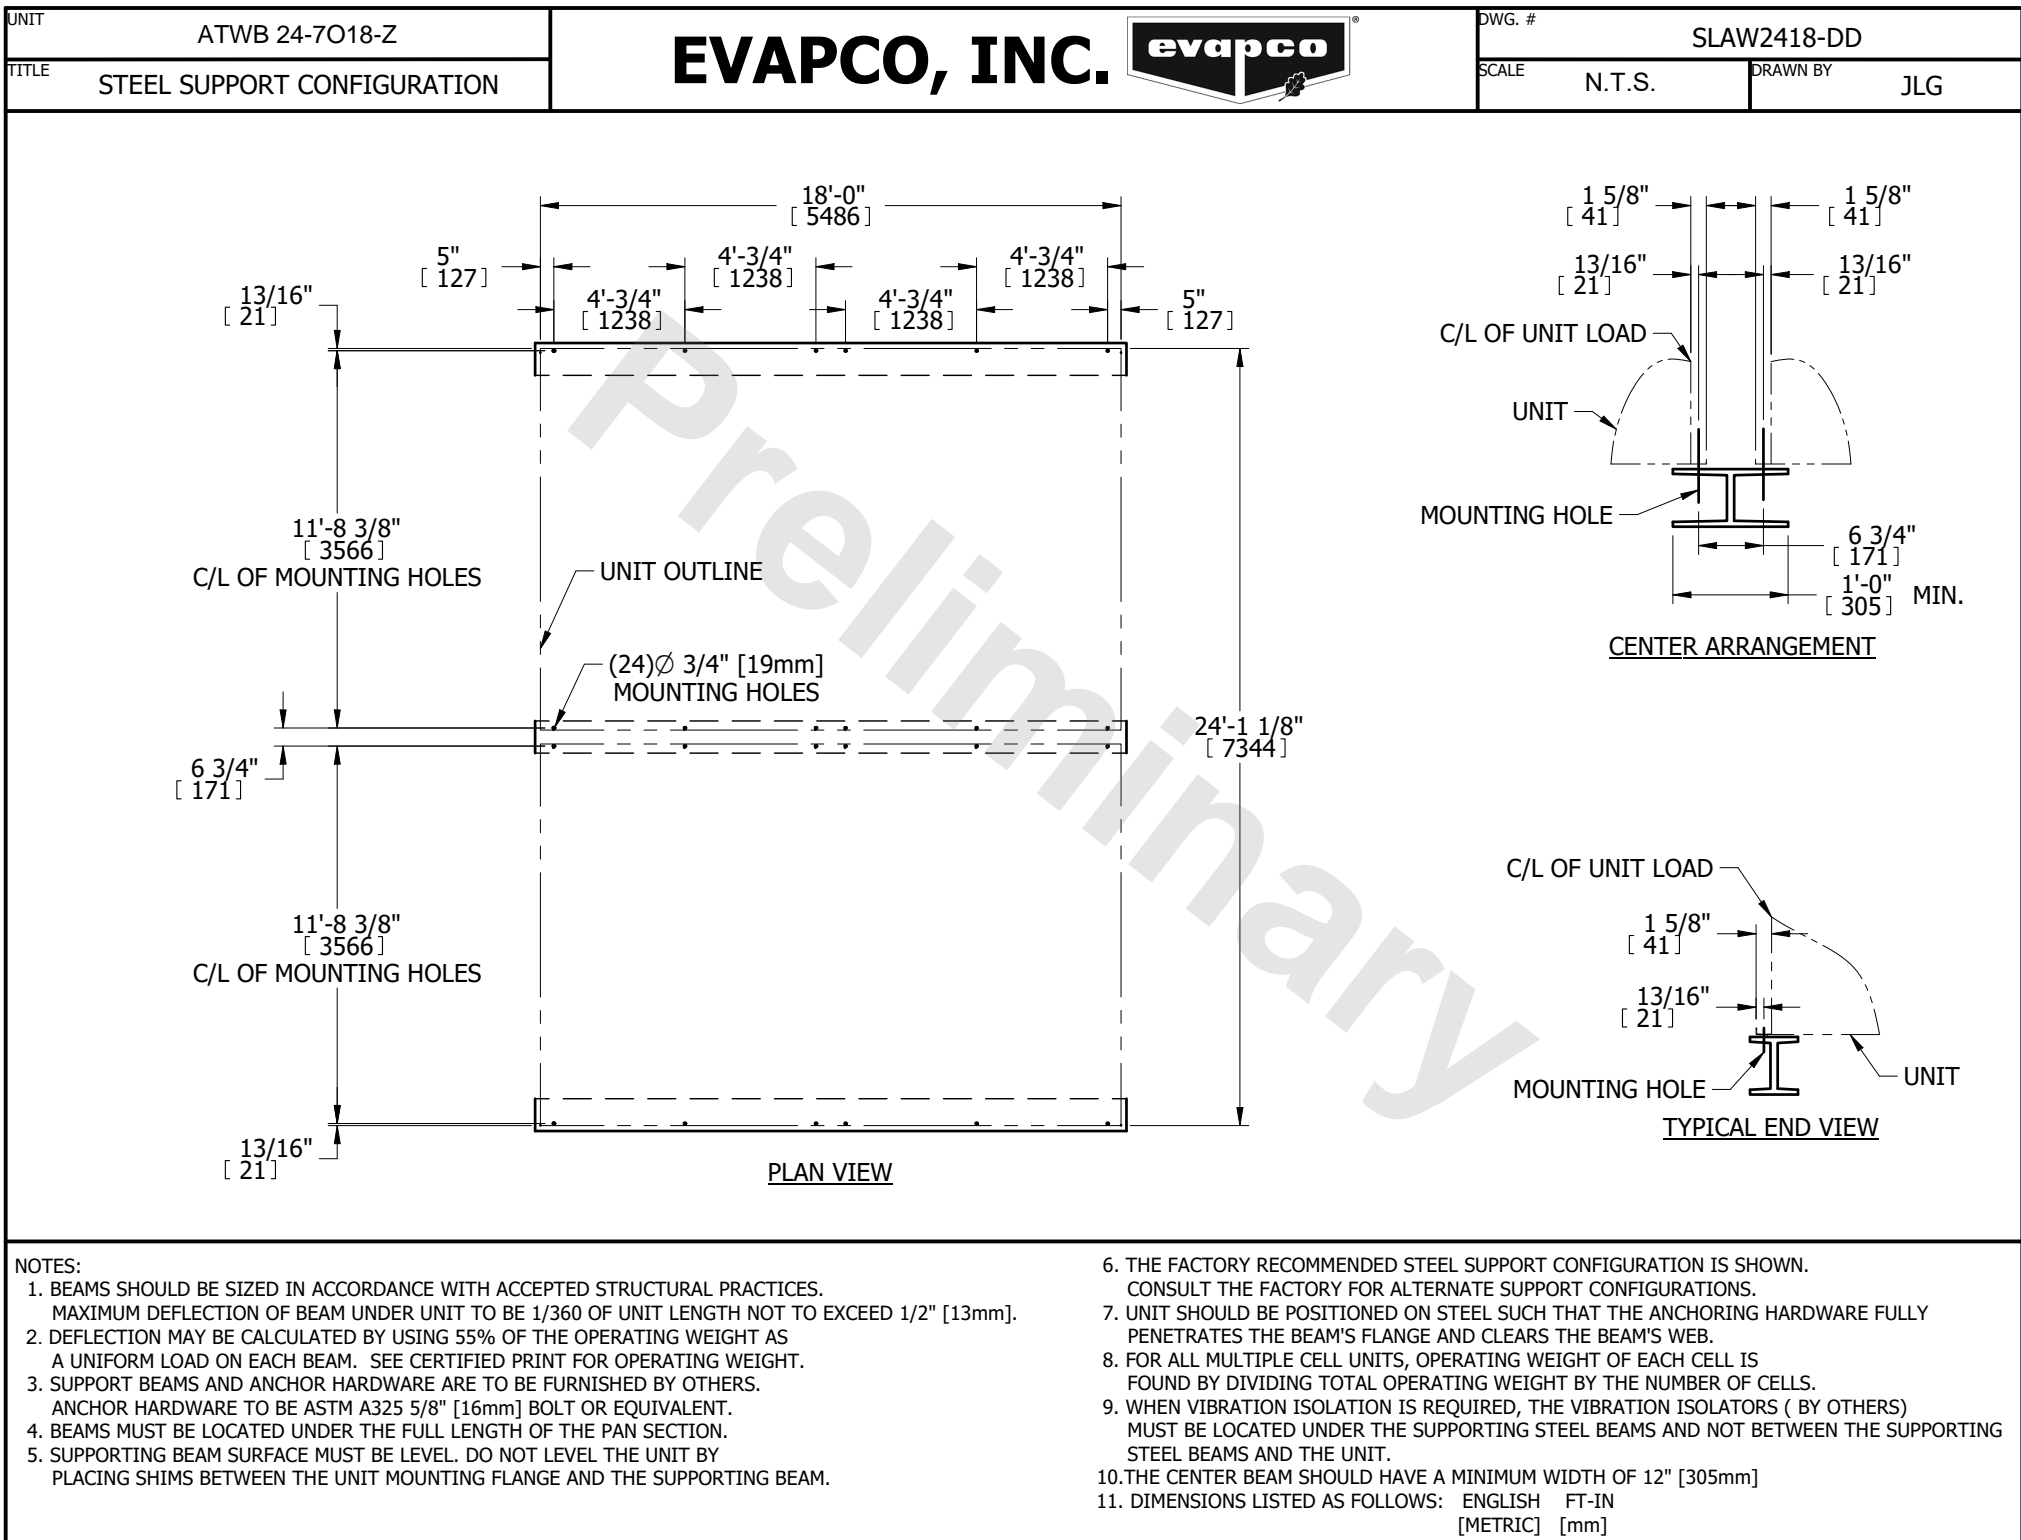 UNIT
ATWB 24-7O18-Z
TITLE
STEEL SUPPORT CONFIGURATION
EVAPCO, INC.
evapco
®
DWG. #
SLAW2418-DD
SCALE
N.T.S.
DRAWN BY
JLG
18'-0"
[ 5486 ]
5"
[ 127 ]
4'-3/4"
[ 1238 ]
4'-3/4"
[ 1238 ]
13/16"
[ 21 ]
4'-3/4"
[ 1238 ]
4'-3/4"
[ 1238 ]
5"
[ 127 ]
11'-8 3/8"
[ 3566 ]
C/L OF MOUNTING HOLES
UNIT OUTLINE
(24)∅ 3/4" [19mm]
MOUNTING HOLES
6 3/4"
[ 171 ]
24'-1 1/8"
[ 7344 ]
11'-8 3/8"
[ 3566 ]
C/L OF MOUNTING HOLES
13/16"
[ 21 ]
PLAN VIEW
Preliminary
1 5/8"
[ 41 ]
1 5/8"
[ 41 ]
13/16"
[ 21 ]
13/16"
[ 21 ]
C/L OF UNIT LOAD
UNIT
MOUNTING HOLE
6 3/4"
[ 171 ]
1'-0"
[ 305 ] MIN.
CENTER ARRANGEMENT
C/L OF UNIT LOAD
1 5/8"
[ 41 ]
13/16"
[ 21 ]
MOUNTING HOLE
UNIT
TYPICAL END VIEW
NOTES:
1. BEAMS SHOULD BE SIZED IN ACCORDANCE WITH ACCEPTED STRUCTURAL PRACTICES.
MAXIMUM DEFLECTION OF BEAM UNDER UNIT TO BE 1/360 OF UNIT LENGTH NOT TO EXCEED 1/2" [13mm].
2. DEFLECTION MAY BE CALCULATED BY USING 55% OF THE OPERATING WEIGHT AS
A UNIFORM LOAD ON EACH BEAM. SEE CERTIFIED PRINT FOR OPERATING WEIGHT.
3. SUPPORT BEAMS AND ANCHOR HARDWARE ARE TO BE FURNISHED BY OTHERS.
ANCHOR HARDWARE TO BE ASTM A325 5/8" [16mm] BOLT OR EQUIVALENT.
4. BEAMS MUST BE LOCATED UNDER THE FULL LENGTH OF THE PAN SECTION.
5. SUPPORTING BEAM SURFACE MUST BE LEVEL. DO NOT LEVEL THE UNIT BY
PLACING SHIMS BETWEEN THE UNIT MOUNTING FLANGE AND THE SUPPORTING BEAM.
6. THE FACTORY RECOMMENDED STEEL SUPPORT CONFIGURATION IS SHOWN.
CONSULT THE FACTORY FOR ALTERNATE SUPPORT CONFIGURATIONS.
7. UNIT SHOULD BE POSITIONED ON STEEL SUCH THAT THE ANCHORING HARDWARE FULLY
PENETRATES THE BEAM'S FLANGE AND CLEARS THE BEAM'S WEB.
8. FOR ALL MULTIPLE CELL UNITS, OPERATING WEIGHT OF EACH CELL IS
FOUND BY DIVIDING TOTAL OPERATING WEIGHT BY THE NUMBER OF CELLS.
9. WHEN VIBRATION ISOLATION IS REQUIRED, THE VIBRATION ISOLATORS ( BY OTHERS)
MUST BE LOCATED UNDER THE SUPPORTING STEEL BEAMS AND NOT BETWEEN THE SUPPORTING
STEEL BEAMS AND THE UNIT.
10.THE CENTER BEAM SHOULD HAVE A MINIMUM WIDTH OF 12" [305mm]
11. DIMENSIONS LISTED AS FOLLOWS: ENGLISH FT-IN
[METRIC] [mm]